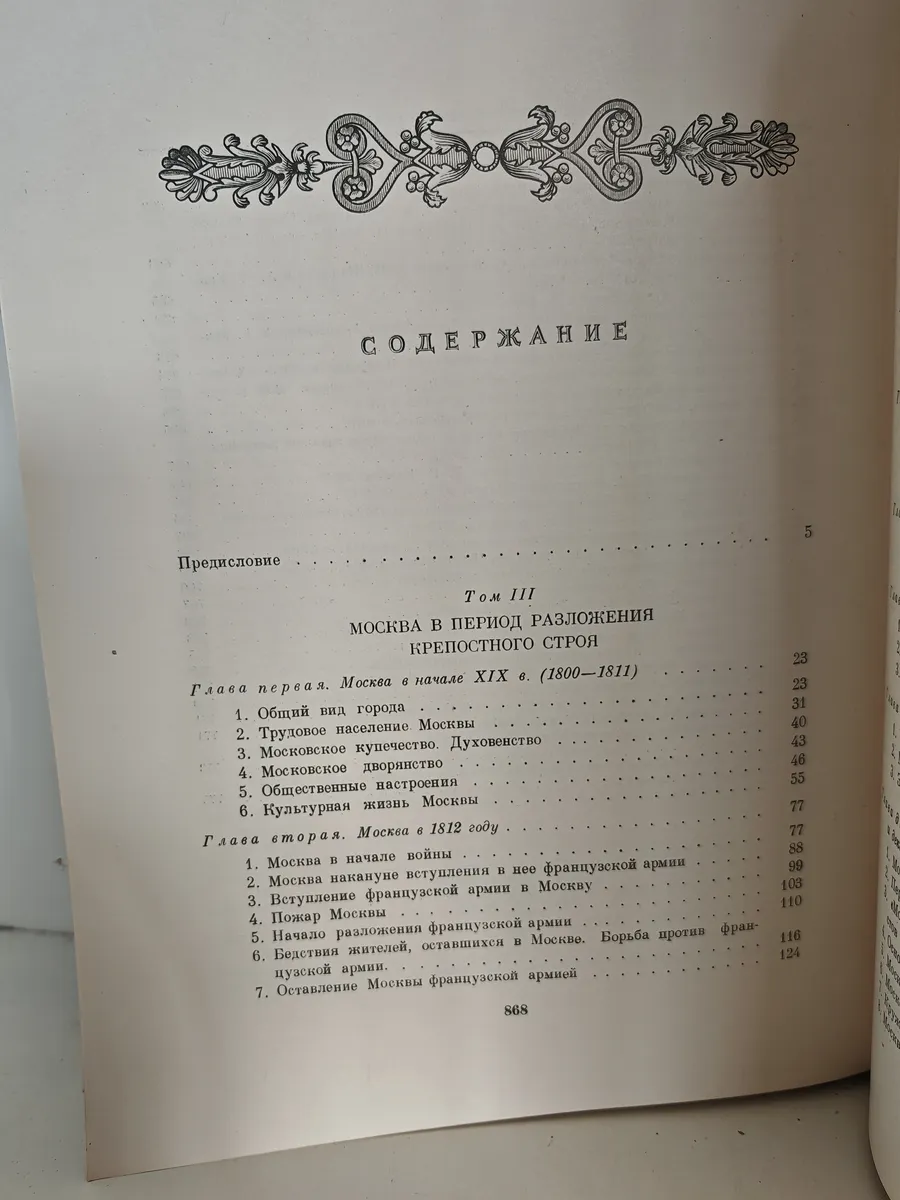 СОДЕРЖАНИЕ
Предисловие . . . . . . . . . . . . . . . . . . . . . . . . 5
Том III
МОСКВА В ПЕРИОД РАЗЛОЖЕНИЯ
КРЕПОСТНОГО СТРОЯ
Глава первая. Москва в начале XIX в. (1800—1811) . . . . . . 23
1. Общий вид города . . . . . . . . . . . . . . . . . . 23
2. Трудовое население Москвы . . . . . . . . . . . . . . 31
3. Московское купечество. Духовенство . . . . . . . . . . 40
4. Московское дворянство . . . . . . . . . . . . . . . . 43
5. Общественные настроения . . . . . . . . . . . . . . . 46
6. Культурная жизнь Москвы . . . . . . . . . . . . . . . 55
Глава вторая. Москва в 1812 году . . . . . . . . . . . . . . 77
1. Москва в начале войны . . . . . . . . . . . . . . . . 77
2. Москва накануне вступления в нее французской армии . . . . 88
3. Вступление французской армии в Москву . . . . . . . . . 99
4. Пожар Москвы . . . . . . . . . . . . . . . . . . . . 103
5. Начало разложения французской армии . . . . . . . . . . 110
6. Бедствия жителей, оставшихся в Москве. Борьба против фран-
цузской армии. . . . . . . . . . . . . . . . . . . . . 116
7. Оставление Москвы французской армией . . . . . . . . . 124
868